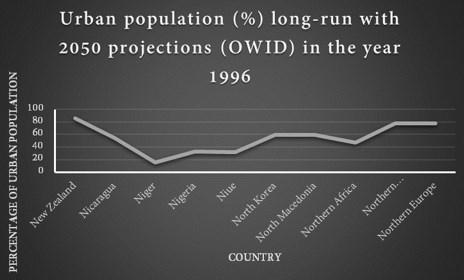 Urban population (%) long-run with
2050 projections (OWID) in the year
1996
PERCENTAGE OF URBAN POPULATION
100
80
60
40
20
0
New Zealand
Nicaragua
Niger
Nigeria
Niue
North Korea
North Macedonia
Northern Africa
Northern...
Northern Europe
COUNTRY